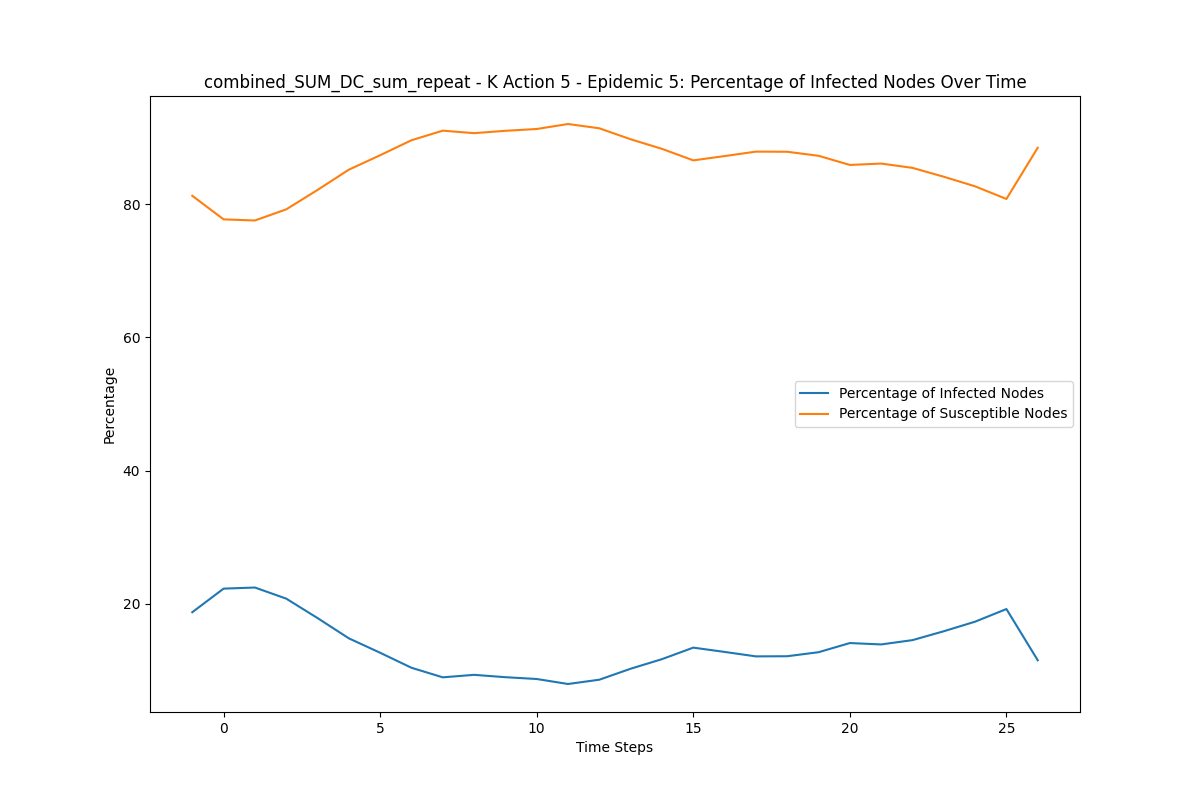 combined_SUM_DC_sum_repeat - K Action 5 - Epidemic 5: Percentage of Infected Nodes Over Time
80
60
40
20
Percentage
Percentage of Infected Nodes
Percentage of Susceptible Nodes
0 5 10 15 20 25
Time Steps